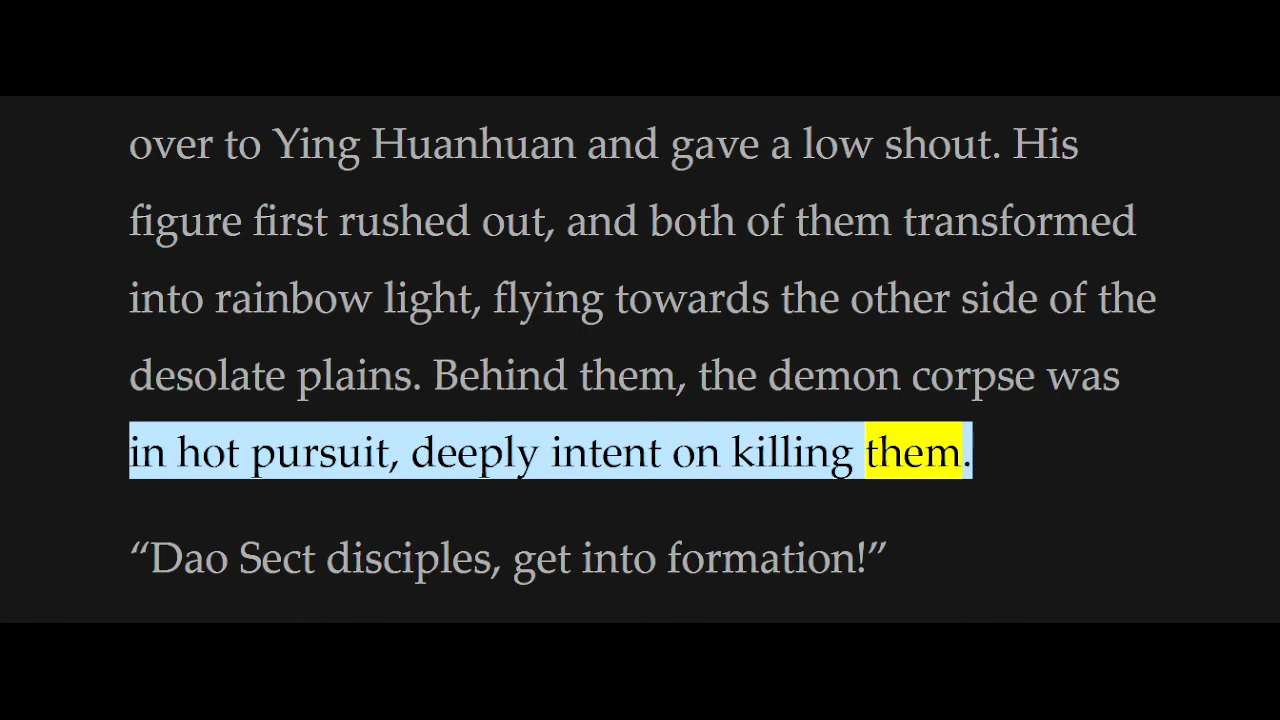 over to Ying Huanhuan and gave a low shout. His
figure first rushed out, and both of them transformed
into rainbow light, flying towards the other side of the
desolate plains. Behind them, the demon corpse was
in hot pursuit, deeply intent on killing them.
“Dao Sect disciples, get into formation!”